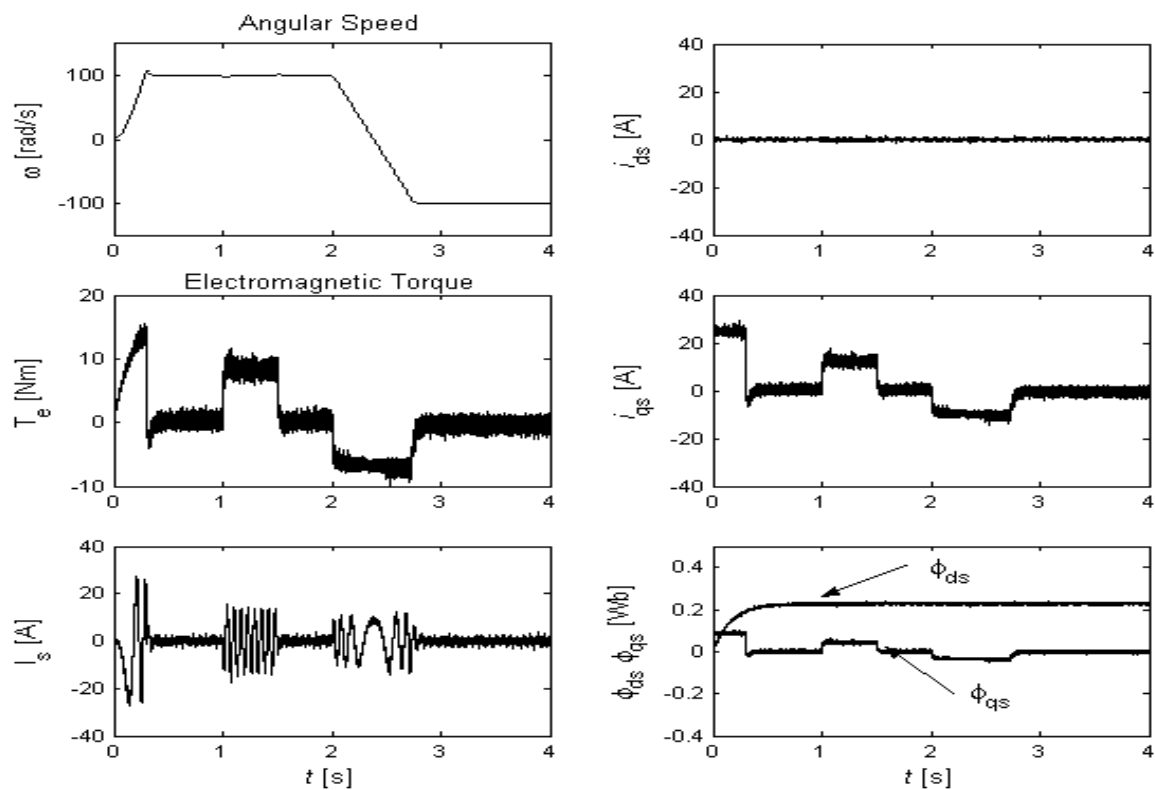 Angular Speed
100
0
-100
ω [rad/s]
0 1 2 3 4
40
20
0
-20
-40
i_ds [A]
0 1 2 3 4
Electromagnetic Torque
20
10
0
-10
T_e [Nm]
0 1 2 3 4
40
20
0
-20
-40
i_qs [A]
0 1 2 3 4
40
20
0
-20
-40
I_s [A]
0 1 2 3 4
t [s]
0.4
0.2
0
-0.2
-0.4
ϕ_ds ϕ_qs [Wb]
ϕ_ds
ϕ_qs
0 1 2 3 4
t [s]